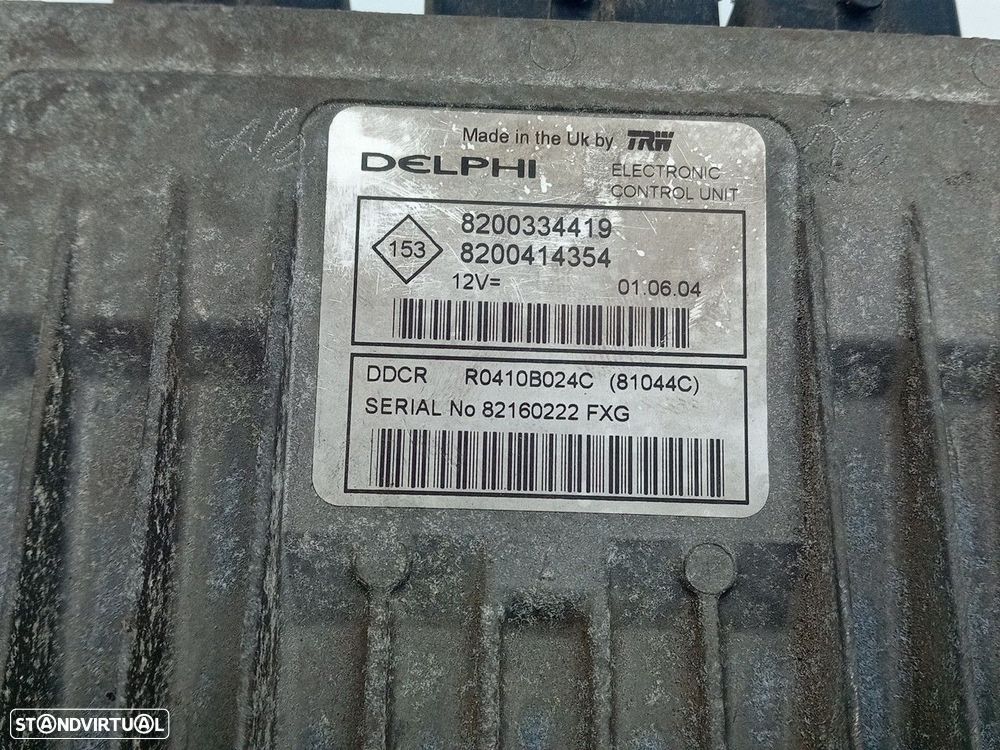 Made in the Uk by TRW
DELPHI
ELECTRONIC
CONTROL UNIT
153
8200334419
8200414354
12V=
01.06.04
DDCR R0410B024C (81044C)
SERIAL No 82160222 FXG
STANDVIRTUAL